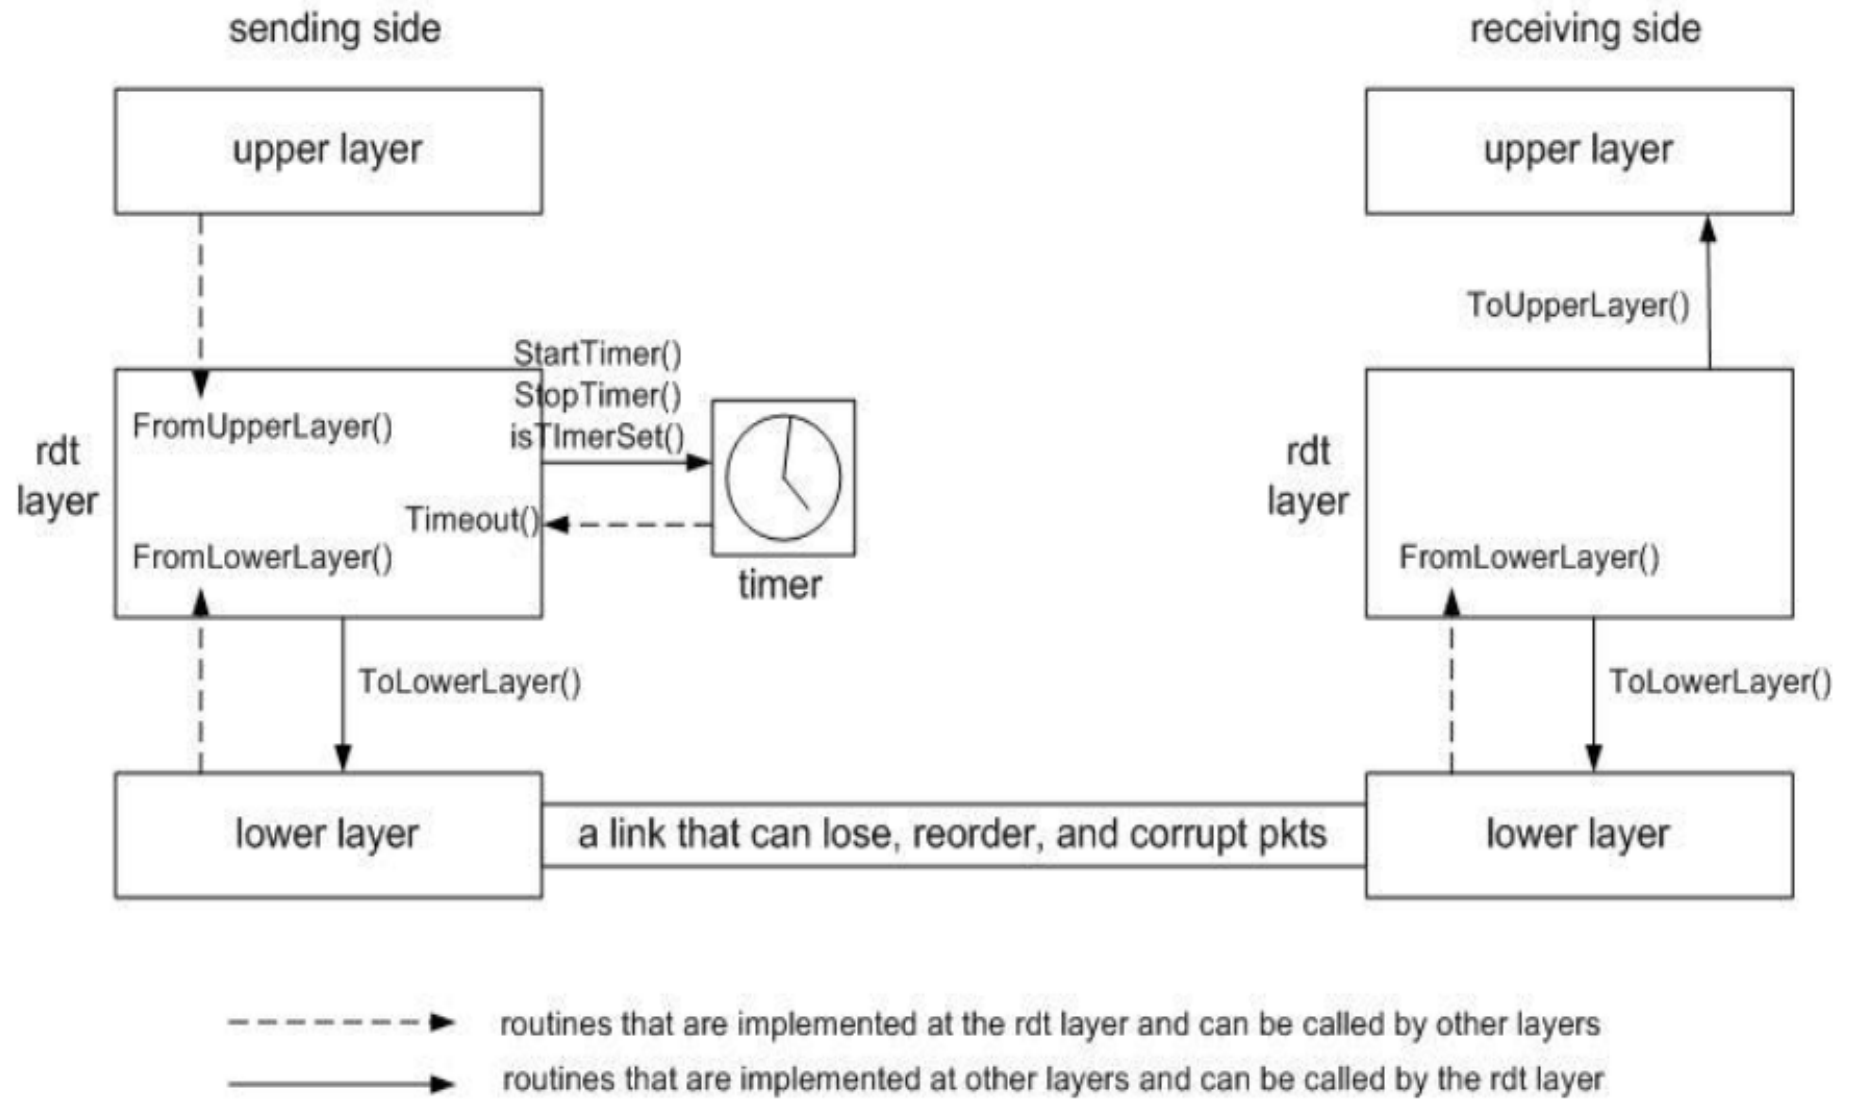 sending side
receiving side
upper layer
upper layer
ToUpperLayer()
StartTimer()
StopTimer()
isTImerSet()
FromUpperLayer()
rdt
layer
Timeout()
FromLowerLayer()
timer
rdt
layer
FromLowerLayer()
ToLowerLayer()
ToLowerLayer()
lower layer
a link that can lose, reorder, and corrupt pkts
lower layer
routines that are implemented at the rdt layer and can be called by other layers
routines that are implemented at other layers and can be called by the rdt layer